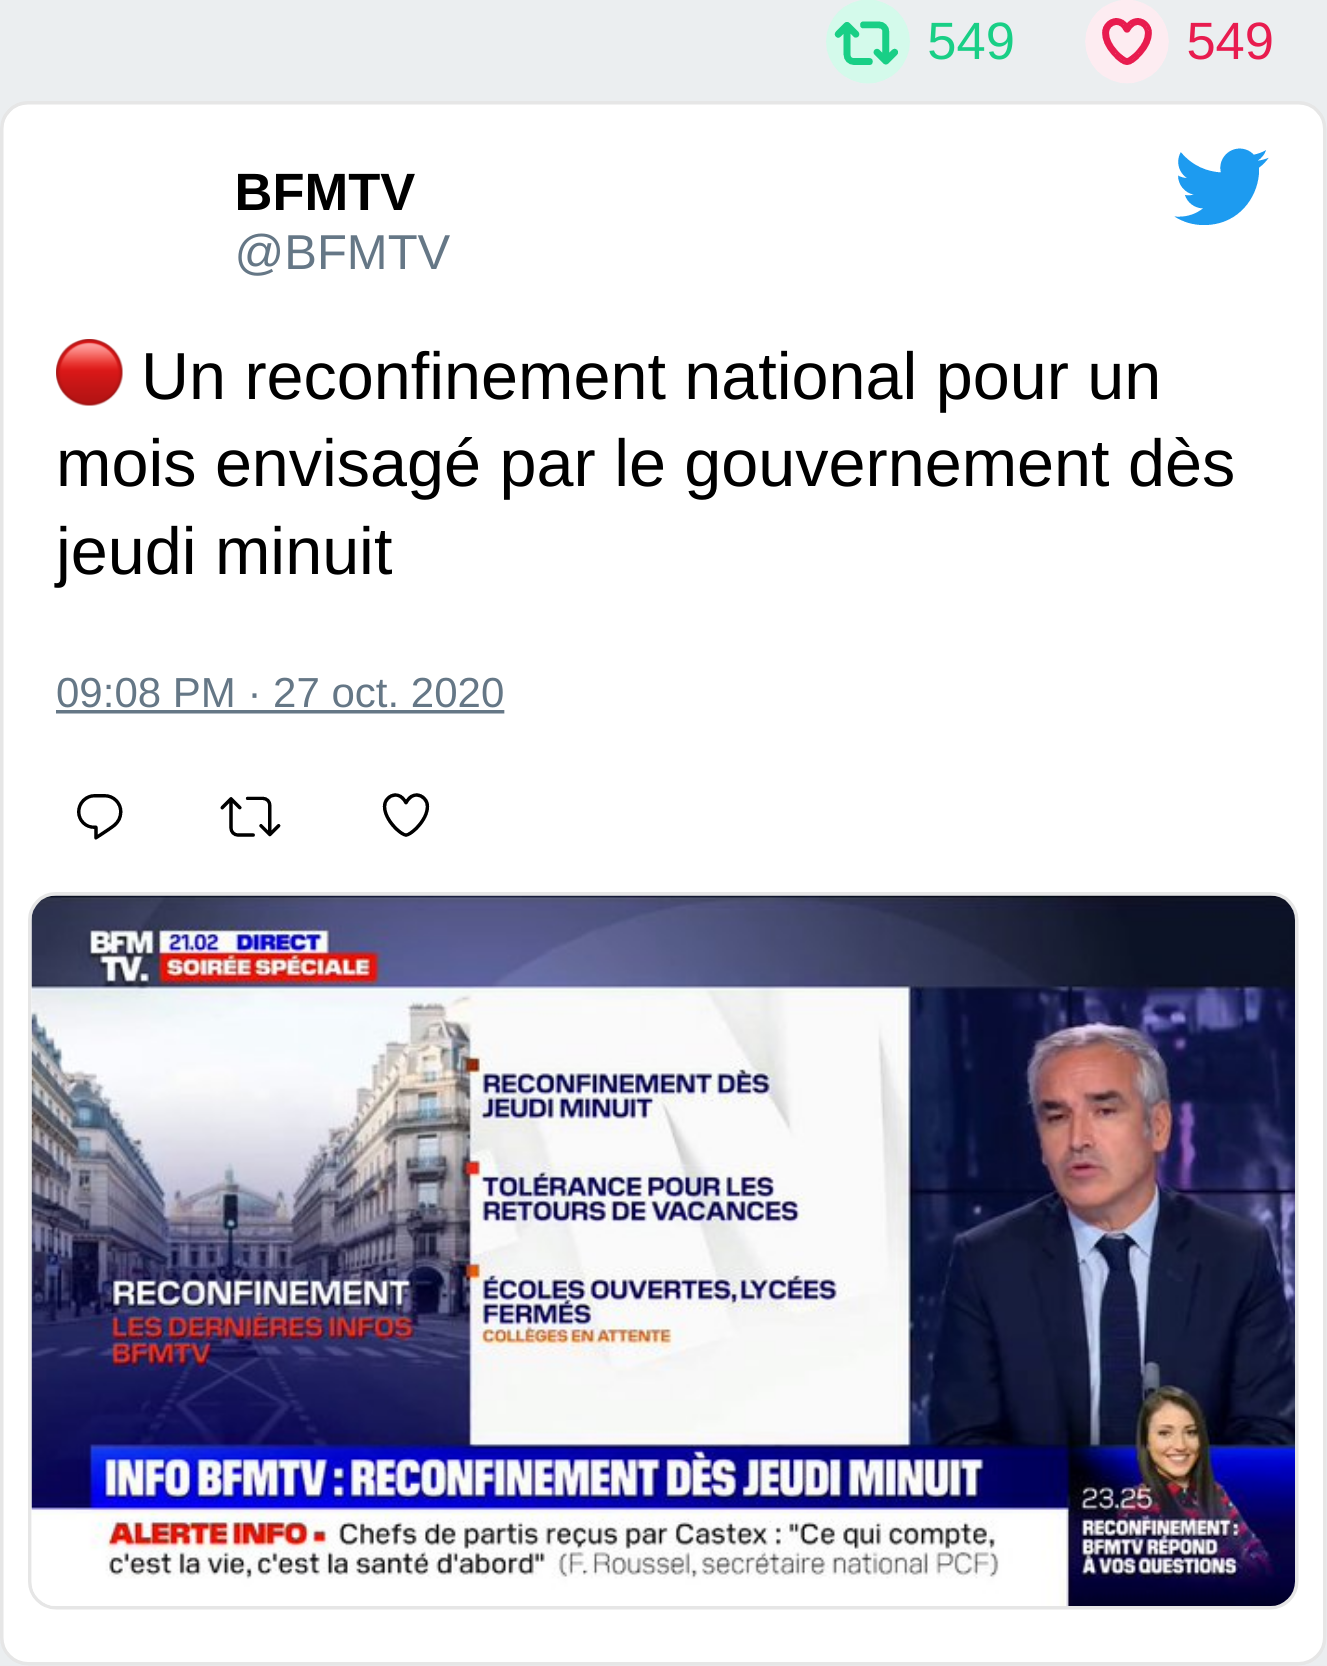 549 549
BFMTV
@BFMTV
🔴 Un reconfinement national pour un
mois envisagé par le gouvernement dès
jeudi minuit
09:08 PM · 27 oct. 2020
BFM
TV.
21.02 DIRECT
SOIRÉE SPÉCIALE
RECONFINEMENT
LES DERNIÈRES INFOS
BFMTV
RECONFINEMENT DÈS
JEUDI MINUIT
TOLÉRANCE POUR LES
RETOURS DE VACANCES
ÉCOLES OUVERTES, LYCÉES
FERMÉS
COLLÈGES EN ATTENTE
INFO BFMTV : RECONFINEMENT DÈS JEUDI MINUIT
ALERTE INFO ▪ Chefs de partis reçus par Castex : "Ce qui compte,
c'est la vie, c'est la santé d'abord" (F. Roussel, secrétaire national PCF)
23.25
RECONFINEMENT :
BFMTV RÉPOND
À VOS QUESTIONS